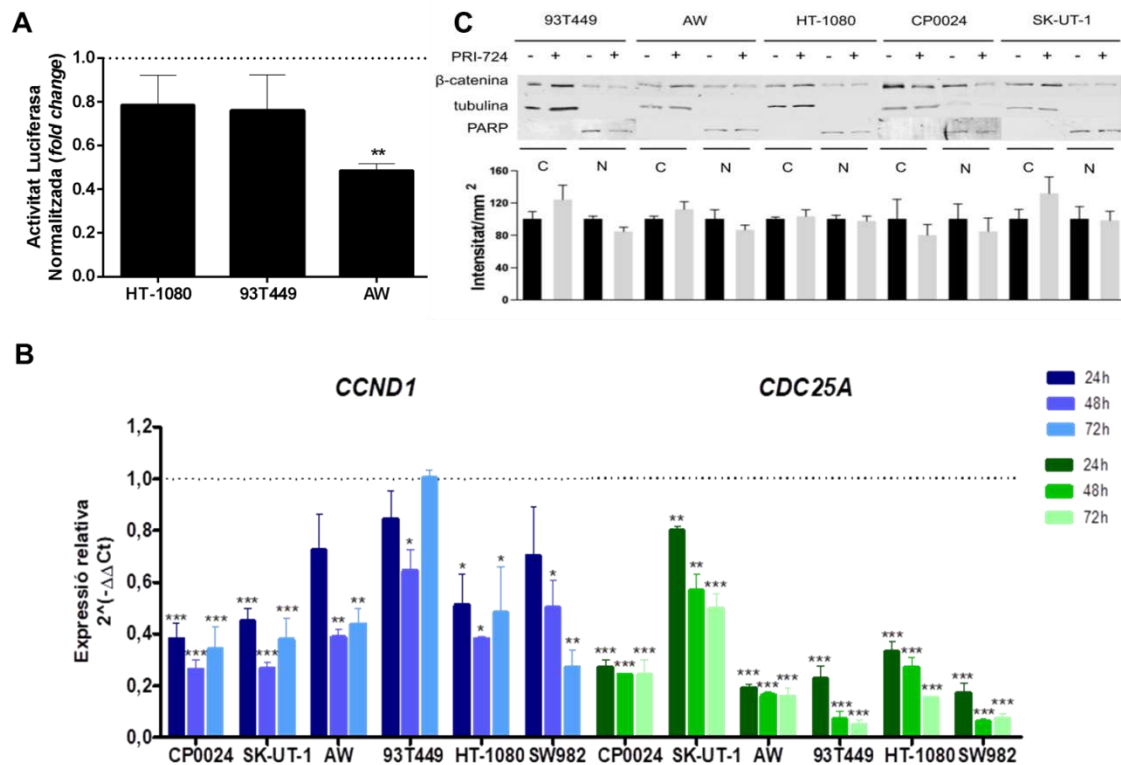 A
Activitat Luciferasa
Normalitzada (fold change)
1.0
0.8
0.6
0.4
0.2
0.0
**
HT-1080
93T449
AW
C
93T449
AW
HT-1080
CP0024
SK-UT-1
PRI-724
- + - + - + - + - + - + - + - + - + - +
β-catenina
tubulina
PARP
C N C N C N C N C N
Intensitat/mm²
160
120
80
40
0
B
CCND1
CDC25A
24h
48h
72h
24h
48h
72h
Expressió relativa
2^(-ΔΔCt)
1,2
1,0
0,8
0,6
0,4
0,2
0,0
*** *** *** *** *** *** ** ** * * * * * **
*** *** *** ** ** *** *** *** *** *** *** *** *** *** *** *** *** ***
CP0024 SK-UT-1 AW 93T449 HT-1080 SW982 CP0024 SK-UT-1 AW 93T449 HT-1080 SW982